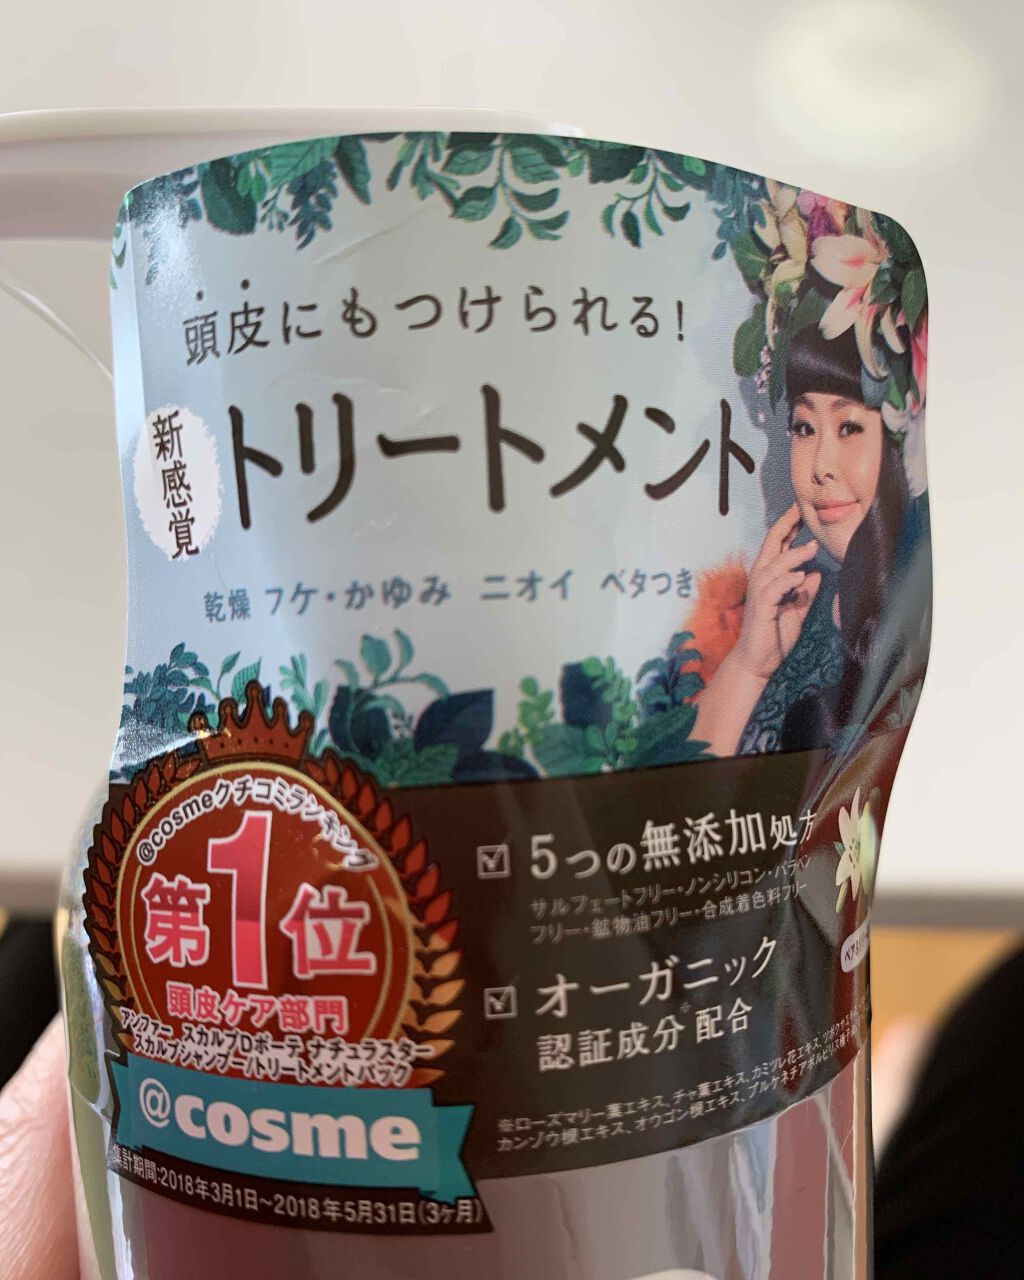 頭皮にもつけられる!
新感覚
トリートメント
乾燥 フケ・かゆみ ニオイ ベタつき
@cosmeクチコミランキング
第1位
頭皮ケア部門
アンファー スカルプDボーテ ナチュラスター
スカルプシャンプー/トリートメントパック
@cosme
集計期間:2018年3月1日~2018年5月31日(3ヶ月)
5つの無添加処方
サルフェートフリー・ノンシリコン・パラベン
フリー・鉱物油フリー・合成着色料フリー
オーガニック
認証成分※配合
※ローズマリー葉エキス、チャ葉エキス、カミツレ花エキス、
カンゾウ根エキス、オウゴン根エキス、